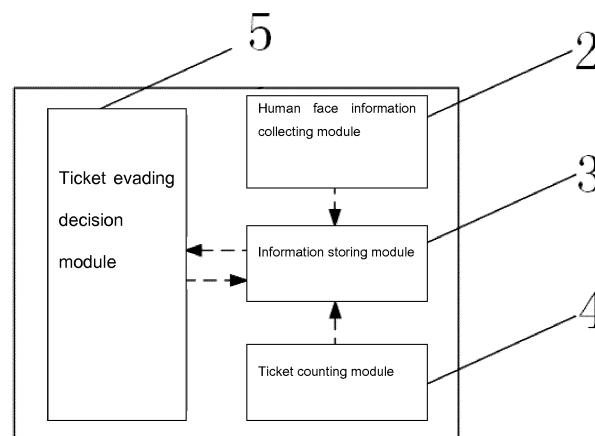 5
2
Human face information
collecting module
Ticket evading
decision
module
3
Information storing module
4
Ticket counting module